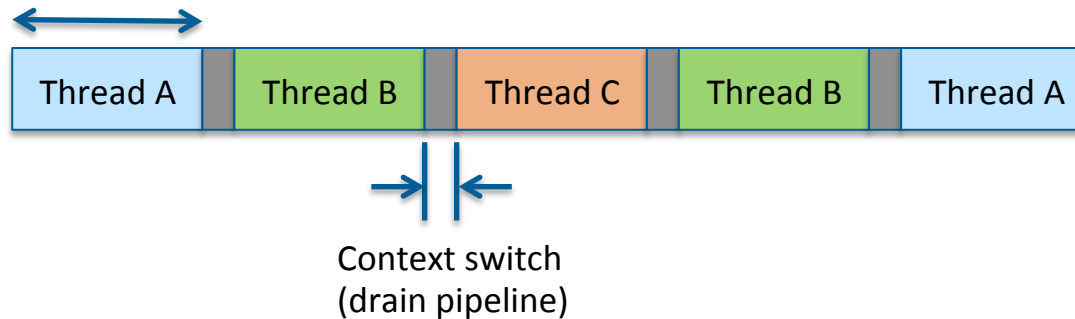 Thread A
Thread B
Thread C
Thread B
Thread A
Context switch
(drain pipeline)